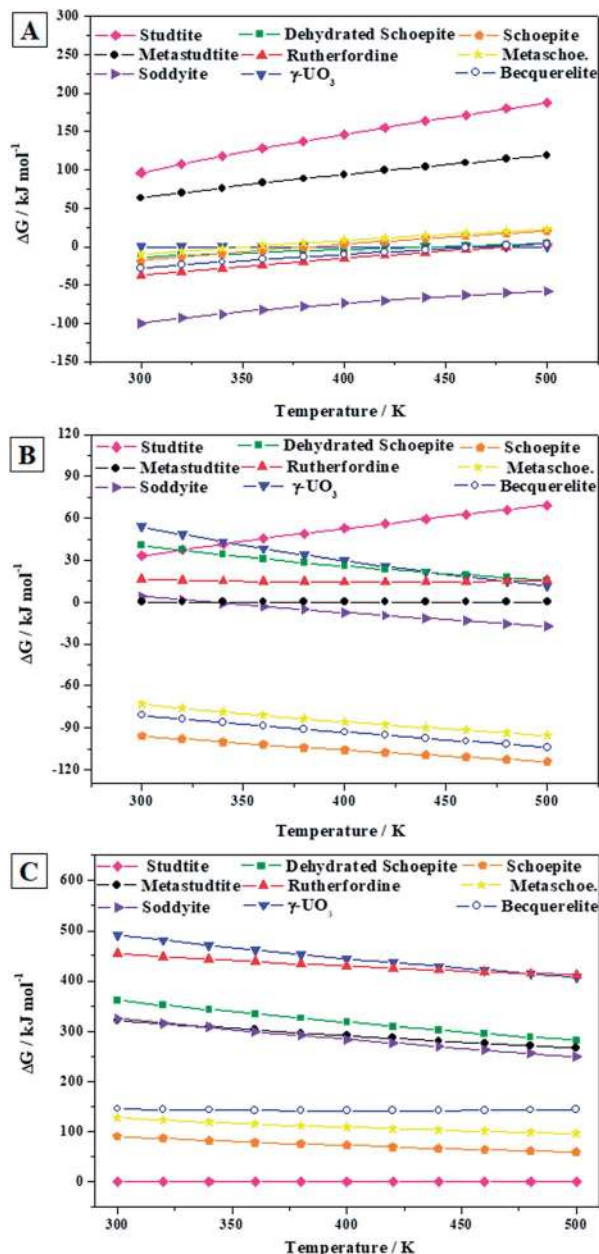 A
Studtite
Dehydrated Schoepite
Schoepite
Metastudtite
Rutherfordine
Metaschoe.
Soddyite
γ-UO3
Becquerelite
300
250
200
150
100
50
0
-50
-100
-150
ΔG / kJ mol-1
300 350 400 450 500
Temperature / K
B
Studtite
Dehydrated Schoepite
Schoepite
Metastudtite
Rutherfordine
Metaschoe.
Soddyite
γ-UO3
Becquerelite
120
90
60
30
0
-30
-60
-90
-120
ΔG / kJ mol-1
300 350 400 450 500
Temperature / K
C
Studtite
Dehydrated Schoepite
Schoepite
Metastudtite
Rutherfordine
Metaschoe.
Soddyite
γ-UO3
Becquerelite
600
500
400
300
200
100
0
ΔG / kJ mol-1
300 350 400 450 500
Temperature / K